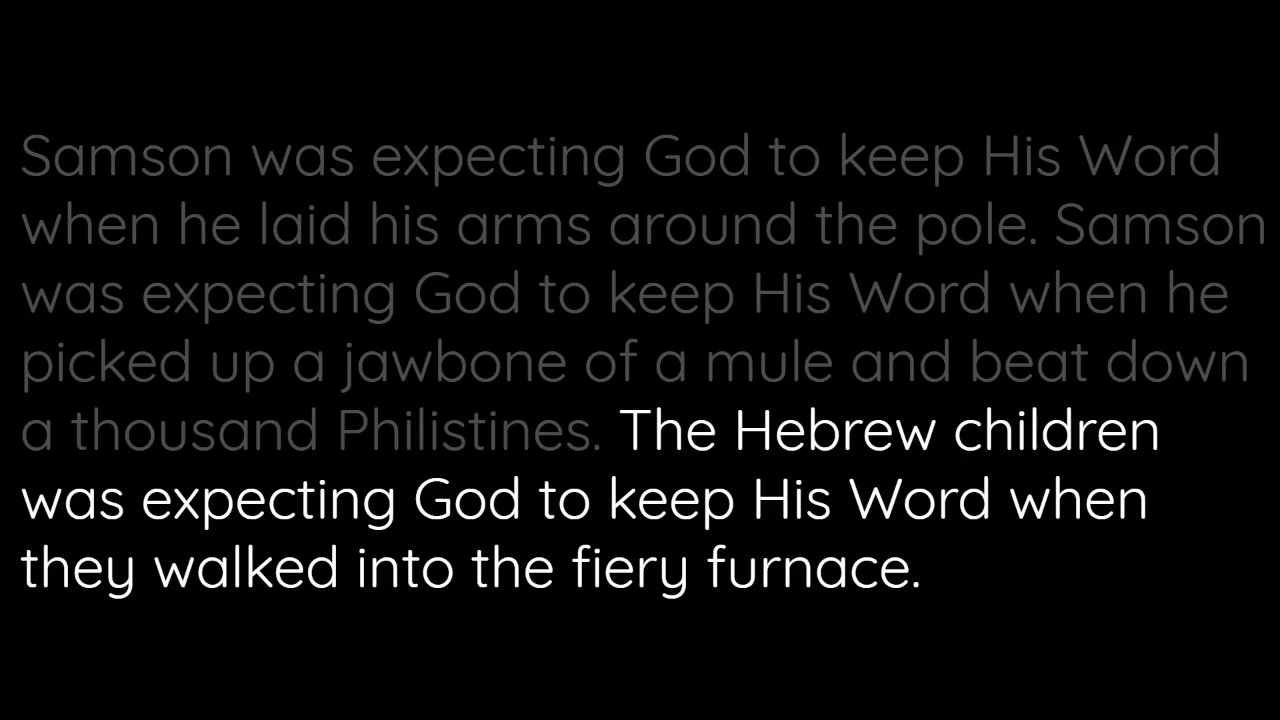 Samson was expecting God to keep His Word
when he laid his arms around the pole. Samson
was expecting God to keep His Word when he
picked up a jawbone of a mule and beat down
a thousand Philistines. The Hebrew children
was expecting God to keep His Word when
they walked into the fiery furnace.